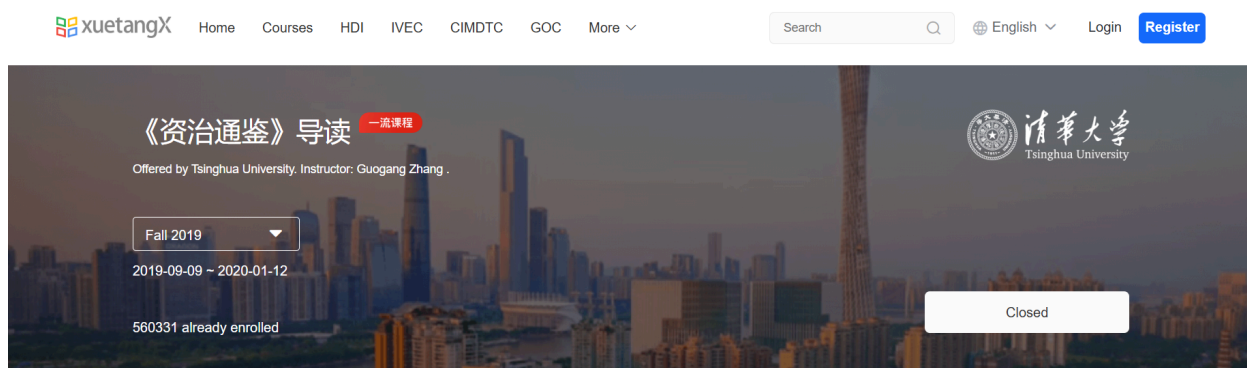 xuetangX Home Courses HDI IVEC CIMDTC GOC More Search English Login Register
《资治通鉴》导读 一流课程
清华大学
Tsinghua University
Offered by Tsinghua University. Instructor: Guogang Zhang .
Fall 2019
2019-09-09 ~ 2020-01-12
Closed
560331 already enrolled